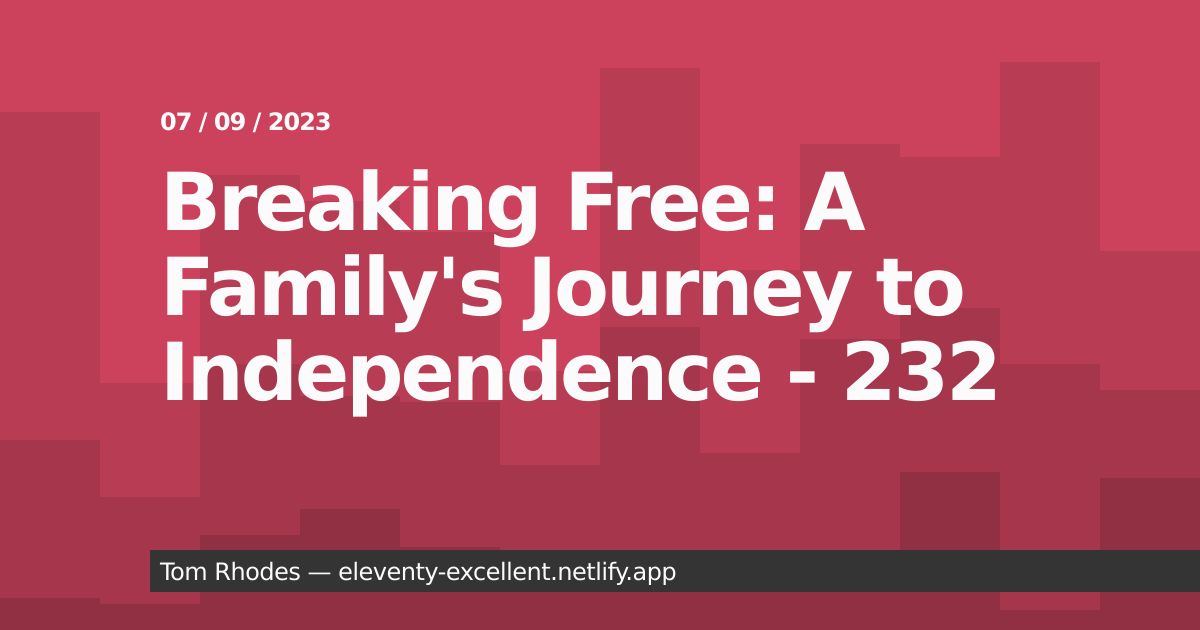 07 / 09 / 2023
Breaking Free: A
Family's Journey to
Independence - 232
Tom Rhodes — eleventy-excellent.netlify.app